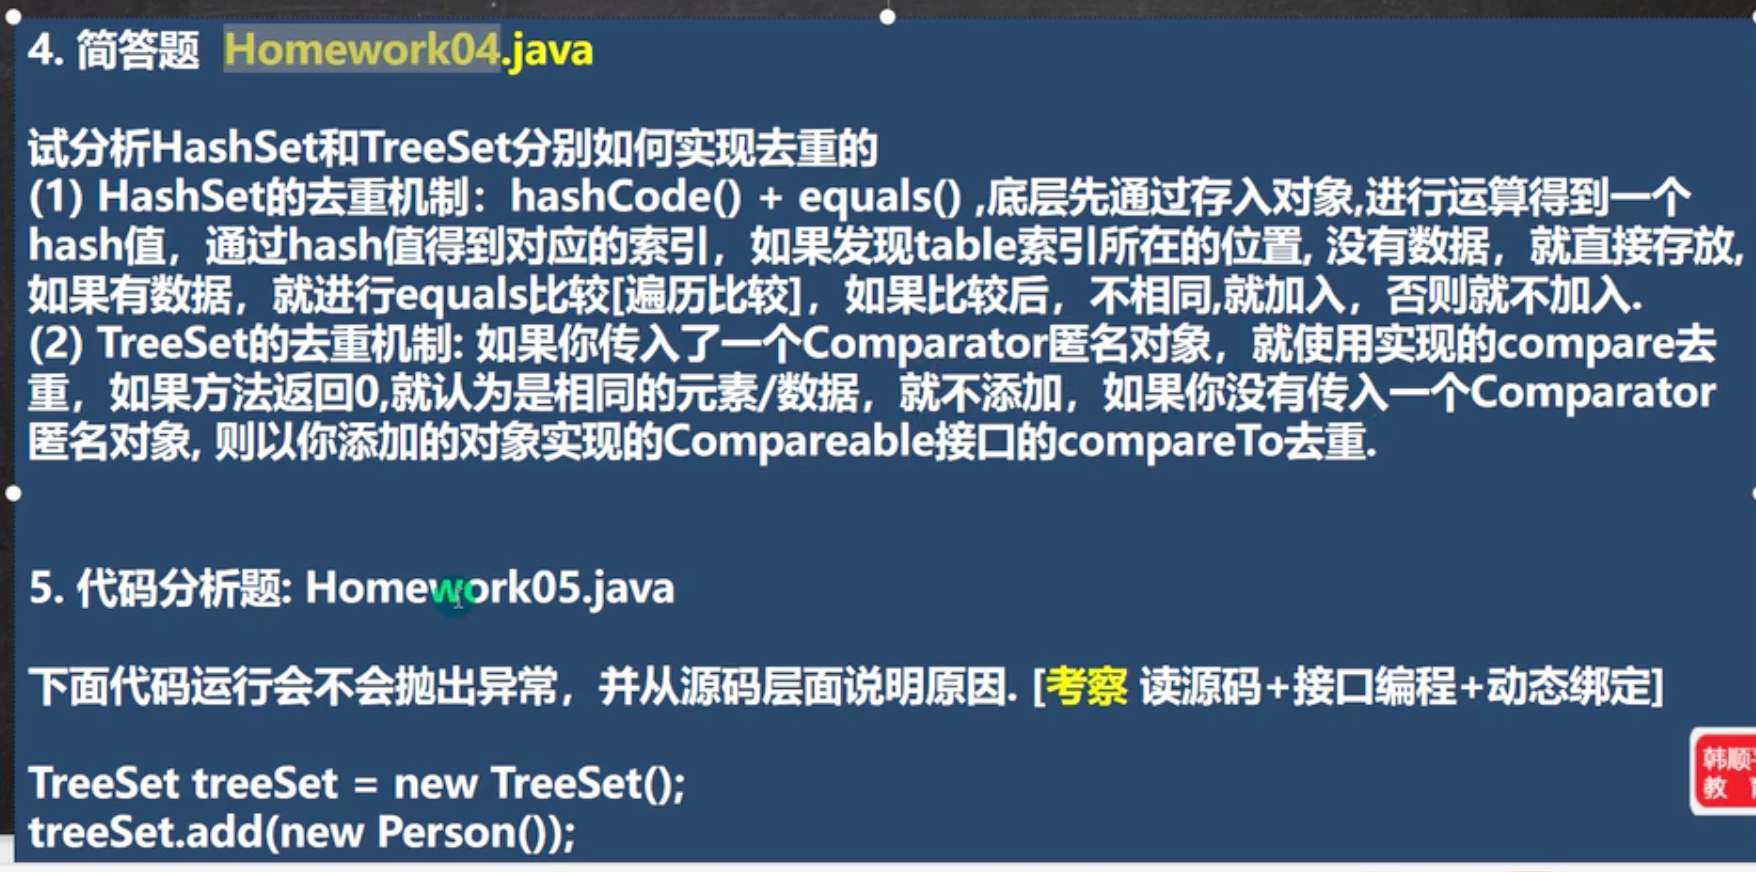 4. 简答题 Homework04.java
试分析HashSet和TreeSet分别如何实现去重的
(1) HashSet的去重机制：hashCode() + equals() ,底层先通过存入对象,进行运算得到一个
hash值，通过hash值得到对应的索引，如果发现table索引所在的位置, 没有数据，就直接存放,
如果有数据，就进行equals比较[遍历比较]，如果比较后，不相同,就加入，否则就不加入.
(2) TreeSet的去重机制: 如果你传入了一个Comparator匿名对象，就使用实现的compare去
重，如果方法返回0,就认为是相同的元素/数据，就不添加，如果你没有传入一个Comparator
匿名对象, 则以你添加的对象实现的Compareable接口的compareTo去重.
5. 代码分析题: Homework05.java
下面代码运行会不会抛出异常，并从源码层面说明原因. [考察 读源码+接口编程+动态绑定]
TreeSet treeSet = new TreeSet();
treeSet.add(new Person());
韩顺
教